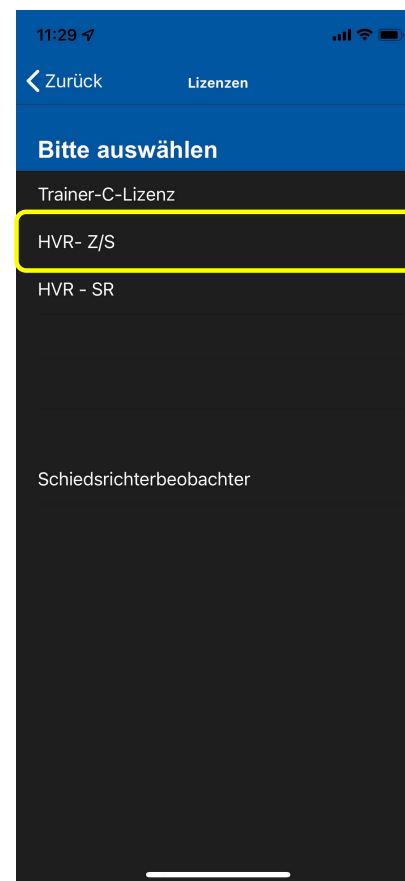 11:29
Zurück
Lizenzen
Bitte auswählen
Trainer-C-Lizenz
HVR- Z/S
HVR - SR
Schiedsrichterbeobachter